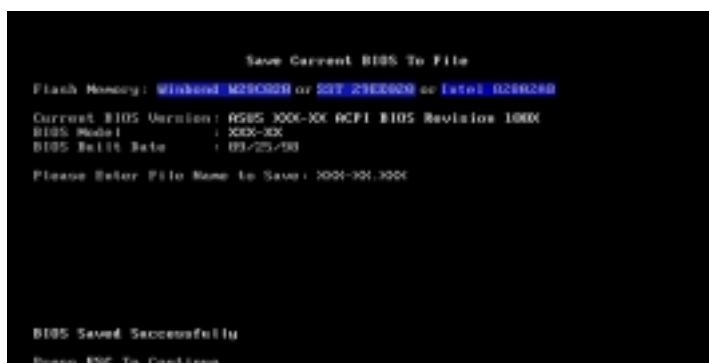 Save Current BIOS To File
Flash Memory: Winbond W29C020 or SST 29EE020 or Intel 82802AB
Current BIOS Version: ASUS XXX-XX ACPI BIOS Revision 100X
BIOS Model : XXX-XX
BIOS Built Date : 09/25/98
Please Enter File Name to Save: XXX-XX.XXX
BIOS Saved Successfully
Press ESC To Continue